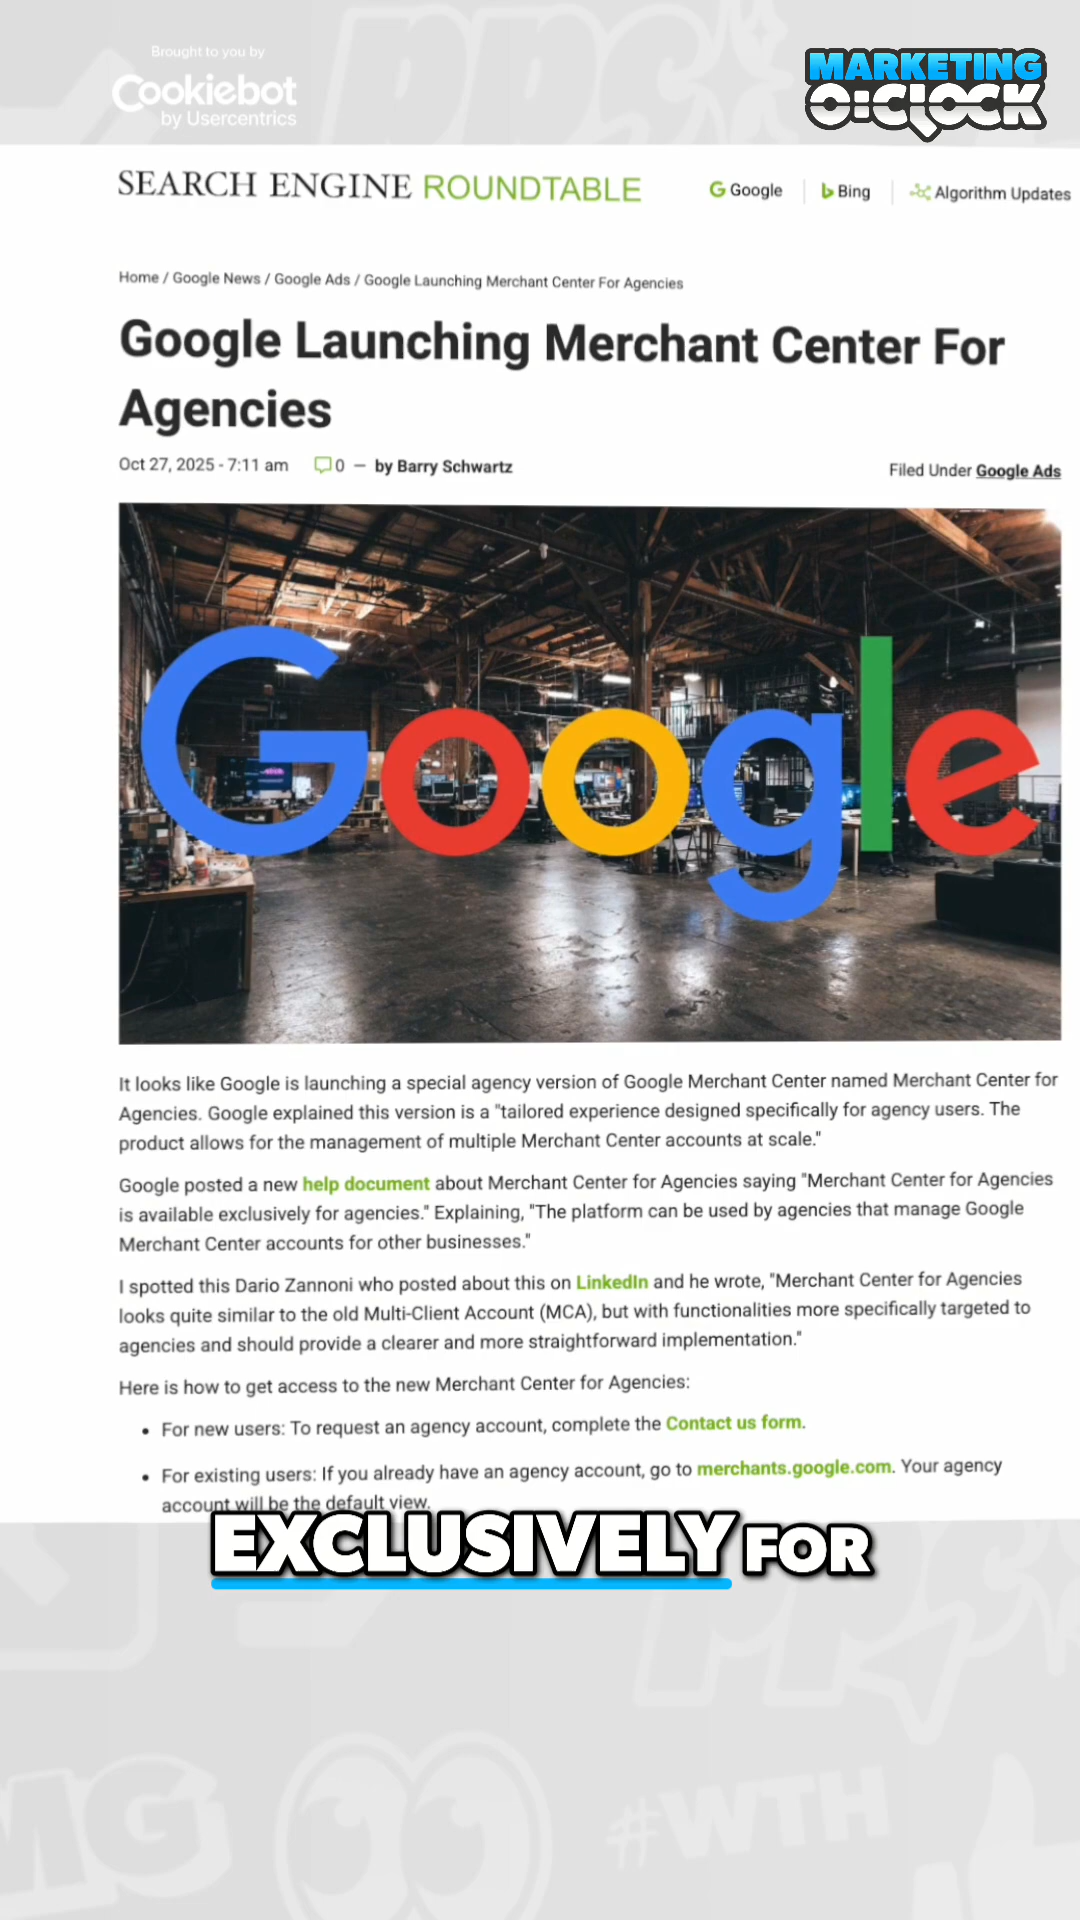 Brought to you by
Cookiebot
by Usercentrics
MARKETING
O'CLOCK
SEARCH ENGINE ROUNDTABLE
Google
Bing
Algorithm Updates
Home / Google News / Google Ads / Google Launching Merchant Center For Agencies
Google Launching Merchant Center For
Agencies
Oct 27, 2025 - 7:11 am 0 — by Barry Schwartz
Filed Under Google Ads
Google
It looks like Google is launching a special agency version of Google Merchant Center named Merchant Center for
Agencies. Google explained this version is a "tailored experience designed specifically for agency users. The
product allows for the management of multiple Merchant Center accounts at scale."
Google posted a new help document about Merchant Center for Agencies saying "Merchant Center for Agencies
is available exclusively for agencies." Explaining, "The platform can be used by agencies that manage Google
Merchant Center accounts for other businesses."
I spotted this Dario Zannoni who posted about this on LinkedIn and he wrote, "Merchant Center for Agencies
looks quite similar to the old Multi-Client Account (MCA), but with functionalities more specifically targeted to
agencies and should provide a clearer and more straightforward implementation."
Here is how to get access to the new Merchant Center for Agencies:
• For new users: To request an agency account, complete the Contact us form.
• For existing users: If you already have an agency account, go to merchants.google.com. Your agency
account will be the default view.
EXCLUSIVELY FOR
#WTH